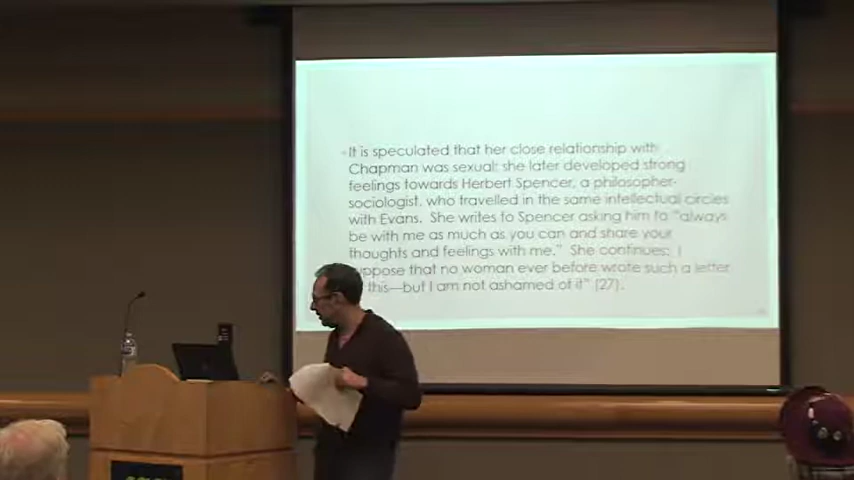 It is speculated that her close relationship with
Chapman was sexual; she later developed strong
feelings towards Herbert Spencer, a philosopher-
sociologist, who travelled in the same intellectual circles
with Evans. She writes to Spencer asking him to "always
be with me as much as you can and share your
thoughts and feelings with me." She continues: I
suppose that no woman ever before wrote such a letter
this—but I am not ashamed of it" (27).